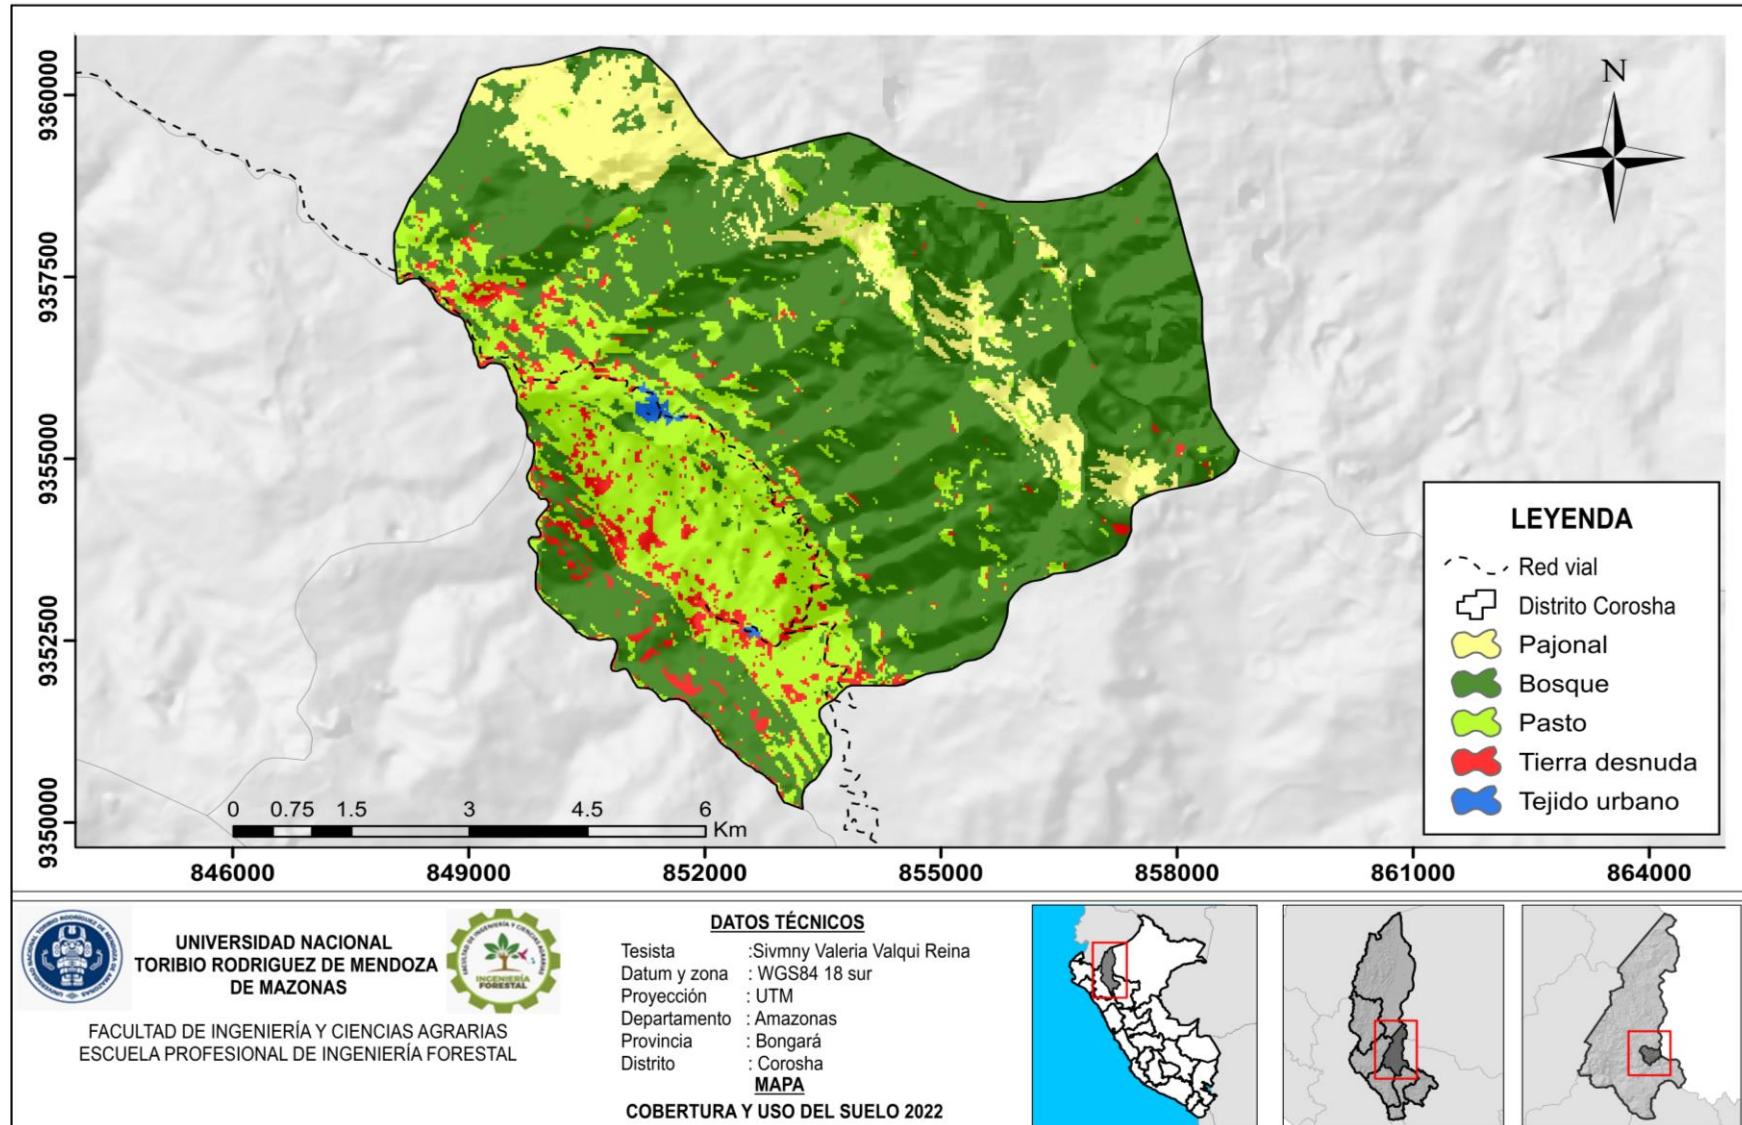 N
9360000
9357500
9355000
9352500
9350000
LEYENDA
Red vial
Distrito Corosha
Pajonal
Bosque
Pasto
Tierra desnuda
Tejido urbano
0 0.75 1.5 3 4.5 6
Km
846000 849000 852000 855000 858000 861000 864000
UNIVERSIDAD NACIONAL
TORIBIO RODRIGUEZ DE MENDOZA
DE MAZONAS
FACULTAD DE INGENIERÍA Y CIENCIAS AGRARIAS
ESCUELA PROFESIONAL DE INGENIERÍA FORESTAL
INGENIERÍA
FORESTAL
DATOS TÉCNICOS
Tesista :Sivmny Valeria Valqui Reina
Datum y zona : WGS84 18 sur
Proyección : UTM
Departamento : Amazonas
Provincia : Bongará
Distrito : Corosha
MAPA
COBERTURA Y USO DEL SUELO 2022